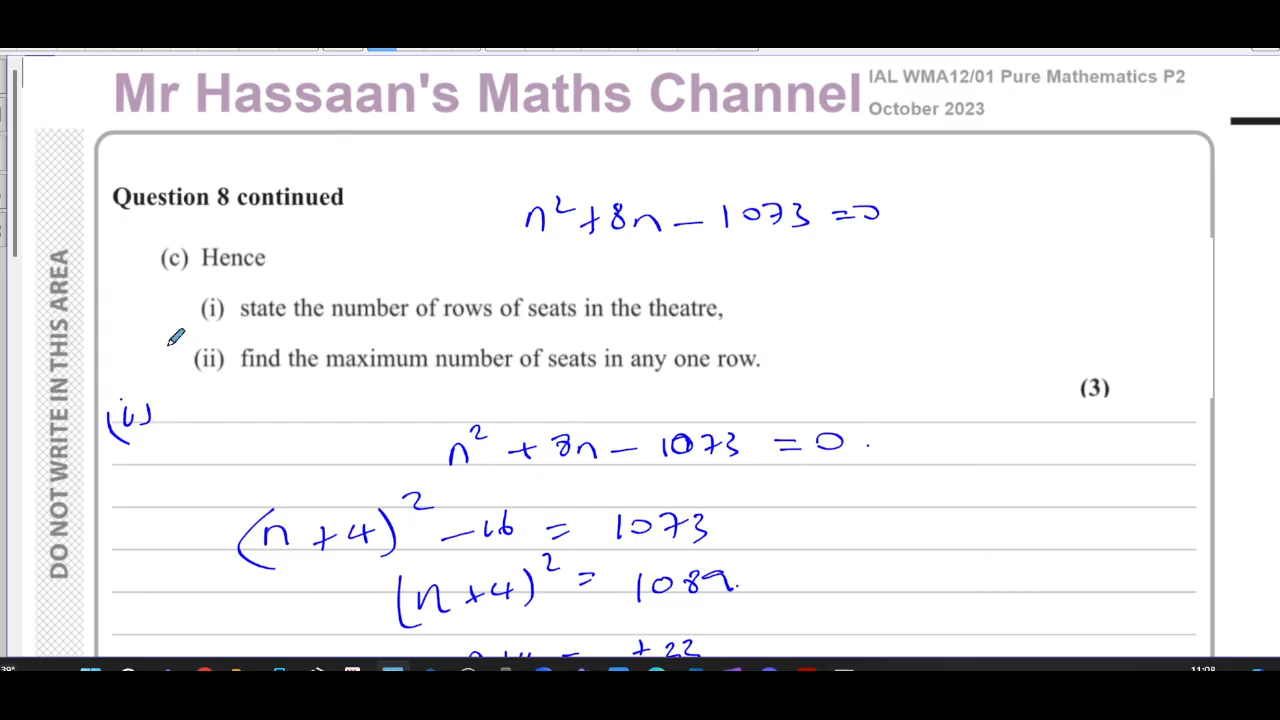 Mr Hassaan's Maths Channel
IAL WMA12/01 Pure Mathematics P2
October 2023
DO NOT WRITE IN THIS AREA
Question 8 continued
n² + 8n - 1073 = 0
(c) Hence
(i) state the number of rows of seats in the theatre,
(ii) find the maximum number of seats in any one row.
(3)
(i)
n² + 8n - 1073 = 0.
(n + 4)² - 16 = 1073
(n + 4)² = 1089.
39°
11:08